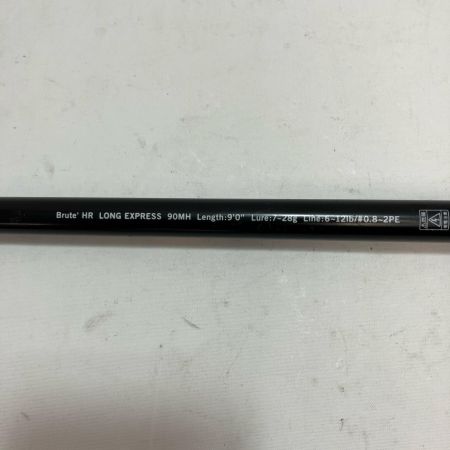 Brute' HR LONG EXPRESS 90MH Length:9'0" Lure:7~28g Line:6~12lb/#0.8~2PE